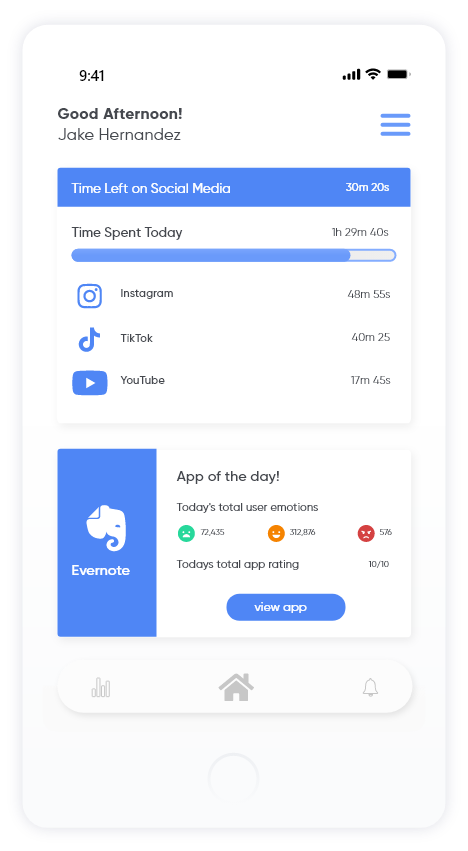 9:41
Good Afternoon!
Jake Hernandez
Time Left on Social Media 30m 20s
Time Spent Today 1h 29m 40s
Instagram 48m 55s
TikTok 40m 25
YouTube 17m 45s
App of the day!
Today's total user emotions
72,435 312,876 576
Evernote
Todays total app rating 10/10
view app